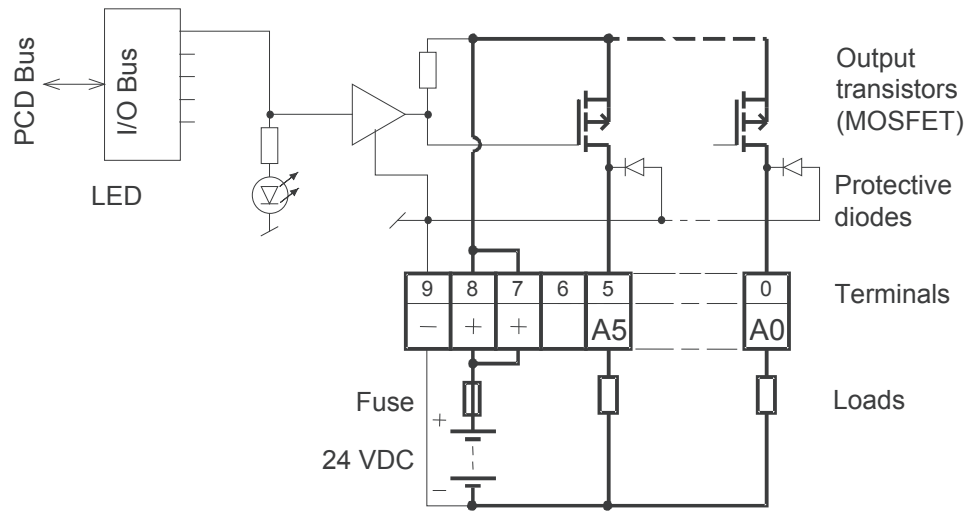 PCD Bus
I/O Bus
LED
Output
transistors
(MOSFET)
Protective
diodes
9 8 7 6 5 0
– + + A5 A0
Terminals
Fuse
Loads
+
24 VDC
–